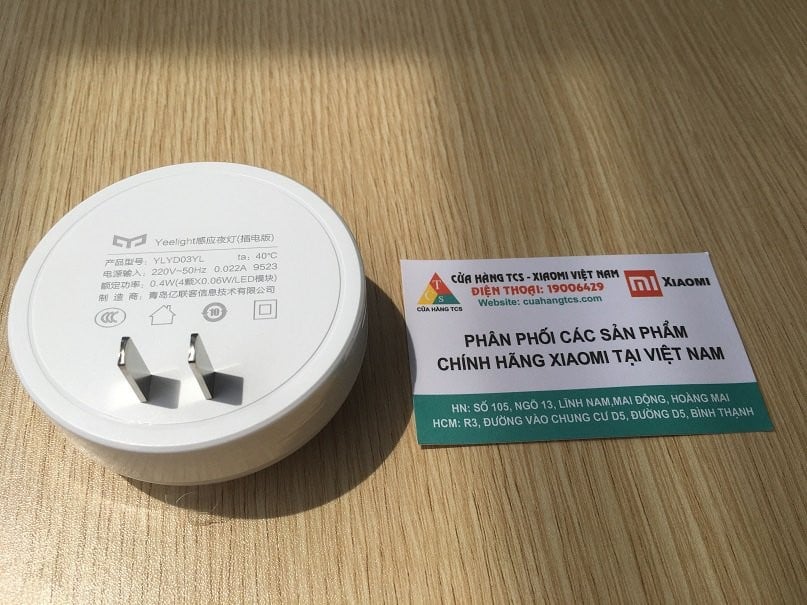 Yeelight感应夜灯(插电版)
产品型号: YLYD03YL ta: 40℃
电源输入: 220V~50Hz 0.022A 9523
额定功率: 0.4W(4颗X0.06W/LED模块)
制 造 商: 青岛亿联客信息技术有限公司
CCC
10
TCS
CỬA HÀNG TCS
CỬA HÀNG TCS - XIAOMI VIỆT NAM
ĐIỆN THOẠI: 19006429
Website: cuahangtcs.com
mi XIAOMI
PHÂN PHỐI CÁC SẢN PHẨM
CHÍNH HÃNG XIAOMI TẠI VIỆT NAM
HN: SỐ 105, NGÕ 13, LĨNH NAM,MAI ĐỘNG, HOÀNG MAI
HCM: R3, ĐƯỜNG VÀO CHUNG CƯ D5, ĐƯỜNG D5, BÌNH THẠNH